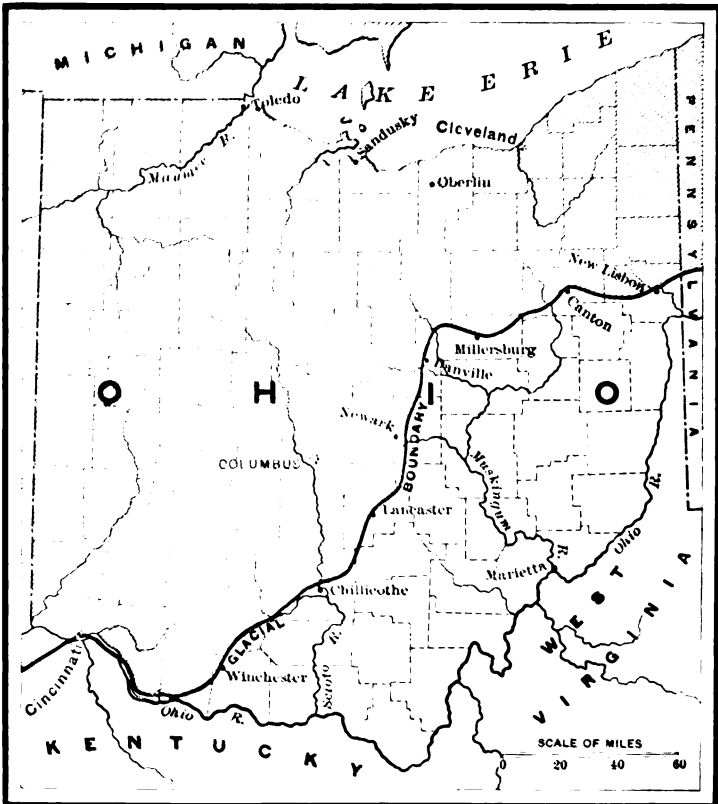 MICHIGAN
LAKE ERIE
Toledo
Maumee R.
Sandusky
Cleveland
Oberlin
PENNSYLVANIA
New Lisbon
Canton
Millersburg
Danville
OHIO
Newark
BOUNDARY
COLUMBUS
Muskingum R.
Lancaster
Ohio R.
Marietta
Chillicothe
WEST VIRGINIA
GLACIAL
Scioto R.
Cincinnati
Winchester
Ohio R.
KENTUCKY
SCALE OF MILES
0 20 40 60